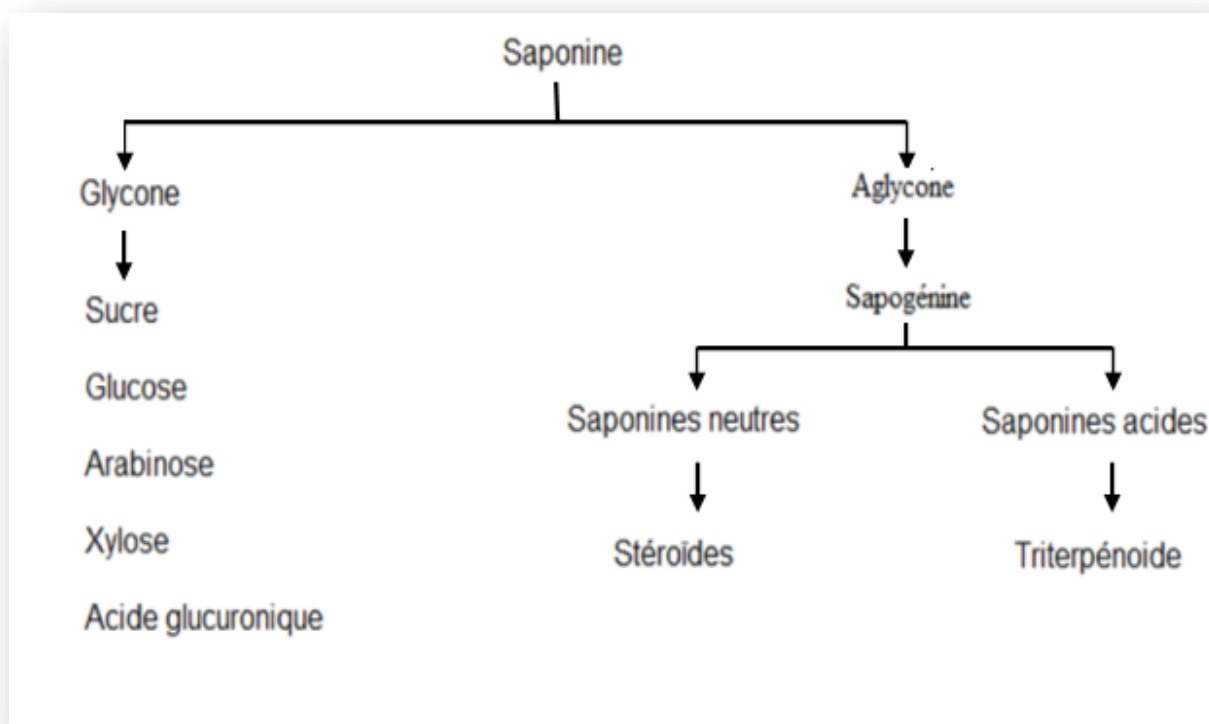 Saponine
Glycone
Aglycone
Sapogénine
Sucre
Glucose
Arabinose
Xylose
Acide glucuronique
Saponines neutres
Saponines acides
Stéroïdes
Triterpénoide